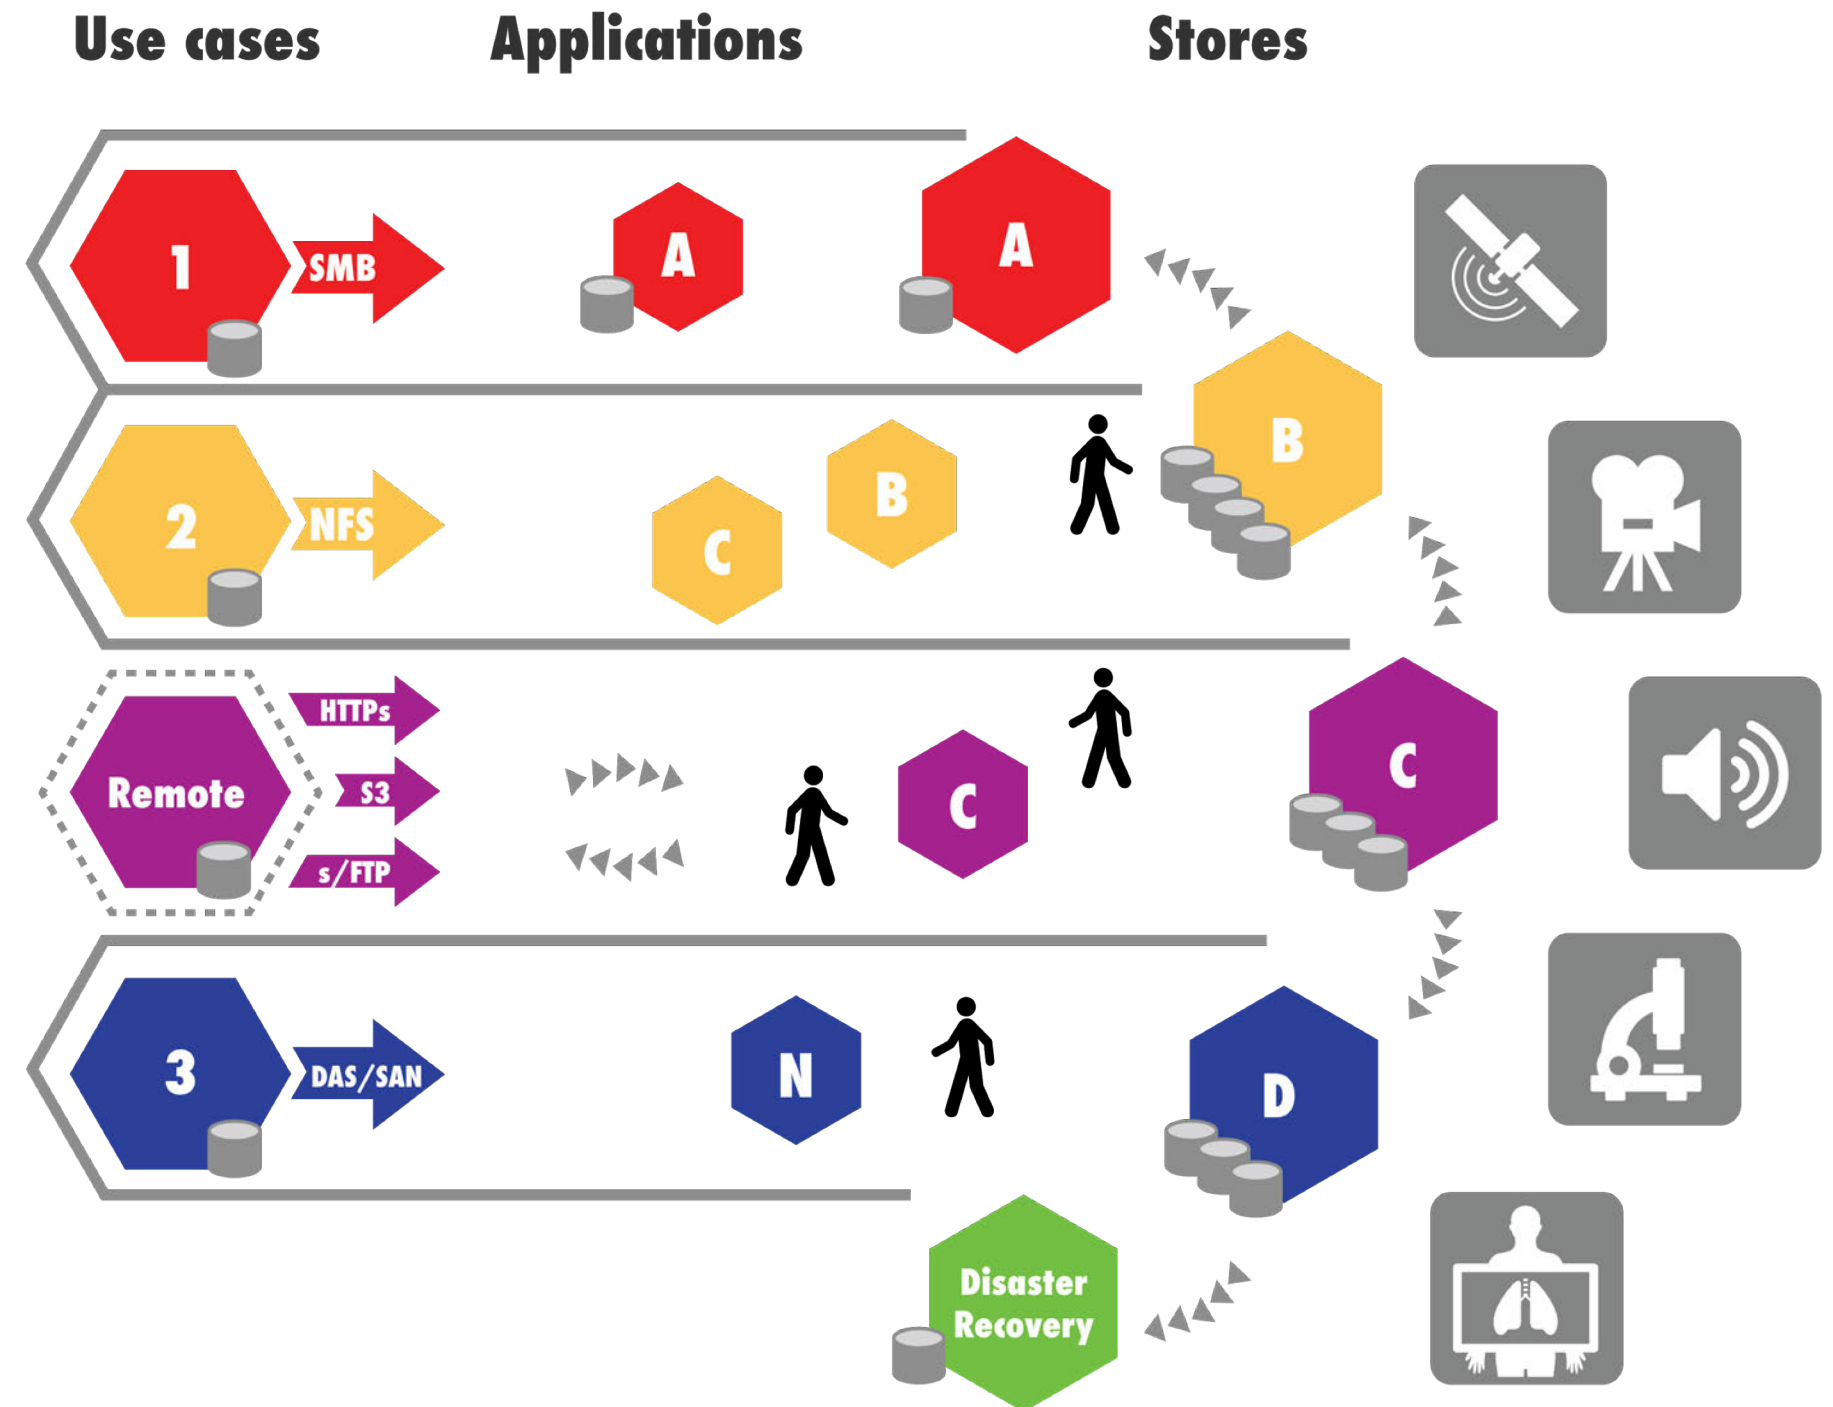 Use cases
Applications
Stores
1
SMB
A
A
2
NFS
C
B
B
Remote
HTTPs
S3
s/FTP
C
C
3
DAS/SAN
N
D
Disaster
Recovery